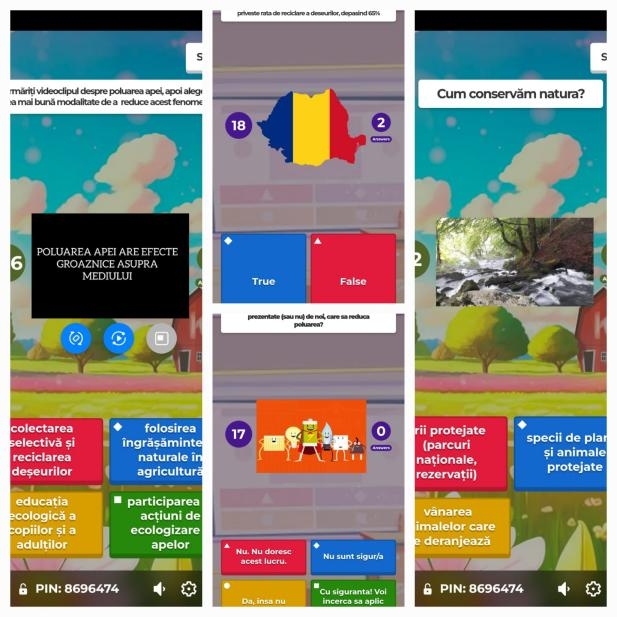 S
rmăriți videoclipul despre poluarea apei, apoi aleg
a mai bună modalitate de a reduce acest fenome
6
POLUAREA APEI ARE EFECTE
GROAZNICE ASUPRA
MEDIULUI
colectarea
selectivă și
reciclarea
deșeurilor
folosirea
îngrășăminte
naturale în
agricultură
educația
ecologică a
copiilor și a
adulților
participarea
acțiuni de
ecologizare
apelor
PIN: 8696474
priveste rata de reciclare a deseurilor, depasind 65%
18
2
Answers
True
False
prezentate (sau nu) de noi, care sa reduca
poluarea?
17
0
Answers
Nu. Nu doresc
acest lucru.
Nu sunt sigur/a
Da, insa nu
Cu siguranta! Voi
incerca sa aplic
S
Cum conservăm natura?
2
rii protejate
(parcuri
naționale,
rezervații)
specii de plan
și animale
protejate
vânarea
imalelor care
e deranjează
PIN: 8696474